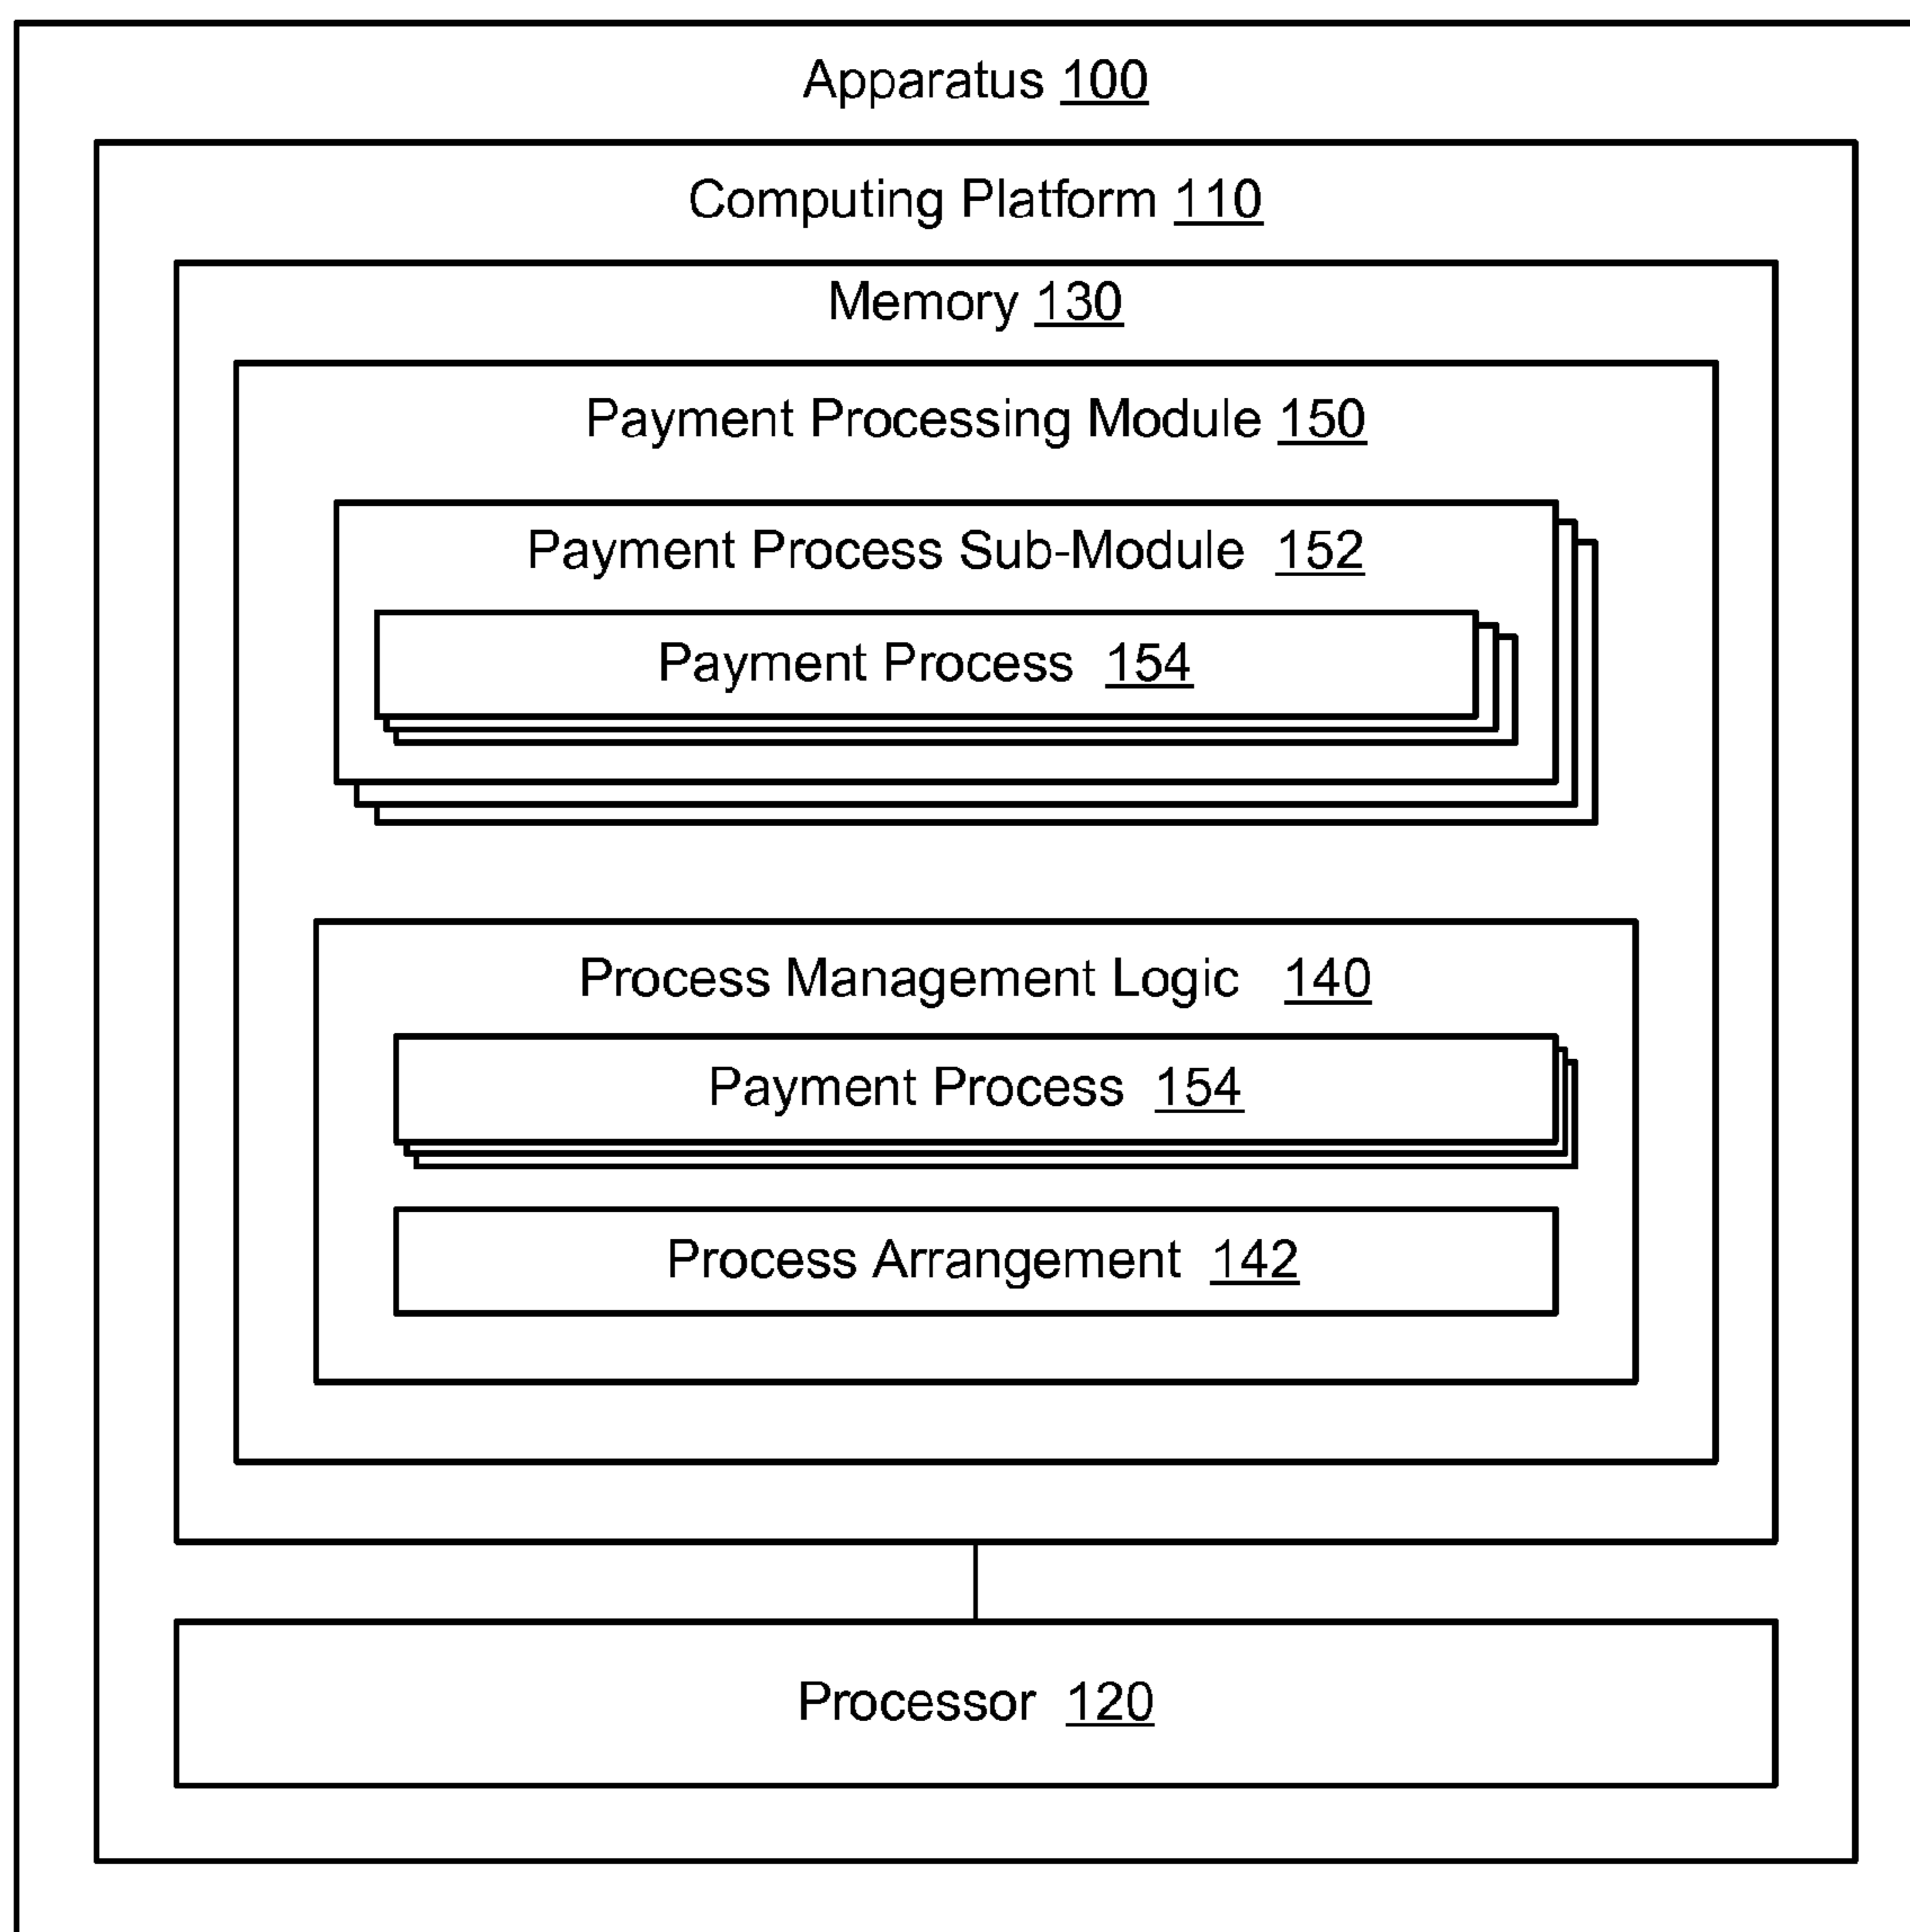 Apparatus 100
Computing Platform 110
Memory 130
Payment Processing Module 150
Payment Process Sub-Module 152
Payment Process 154
Process Management Logic 140
Payment Process 154
Process Arrangement 142
Processor 120